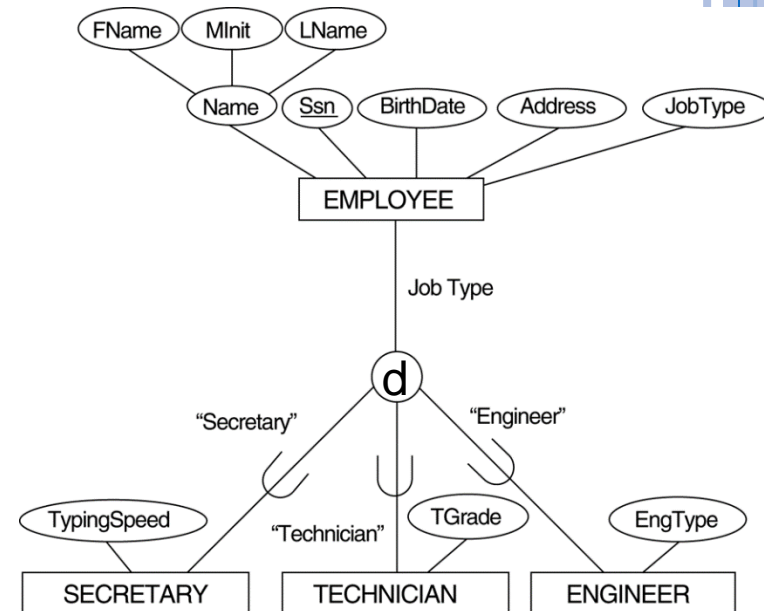 FName MInit LName
Name Ssn BirthDate Address JobType
EMPLOYEE
Job Type
d
“Secretary” “Engineer”
TypingSpeed “Technician” TGrade EngType
SECRETARY TECHNICIAN ENGINEER